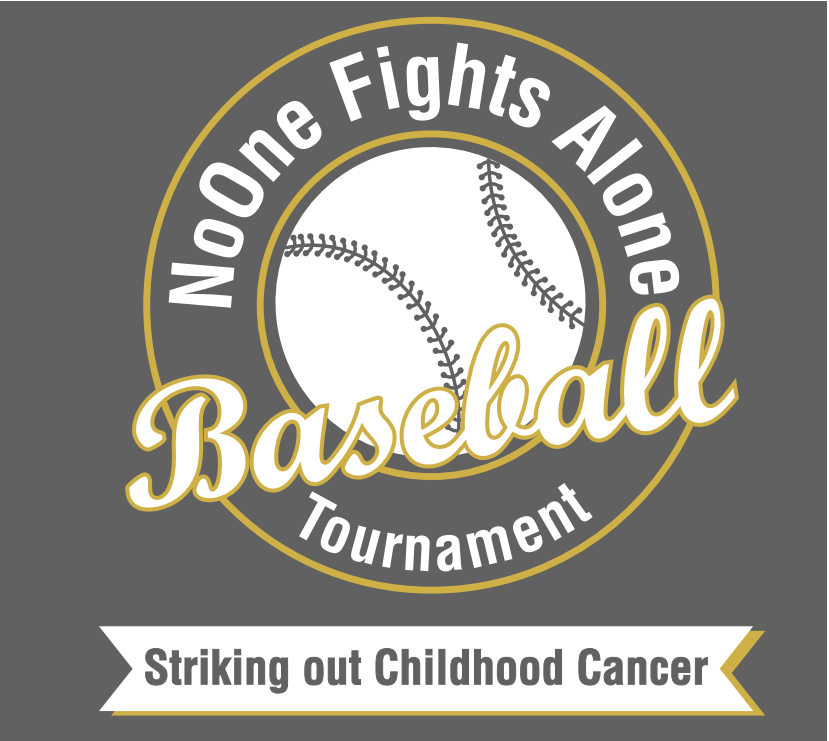 NoOne Fights Alone
Baseball
Tournament
Striking out Childhood Cancer